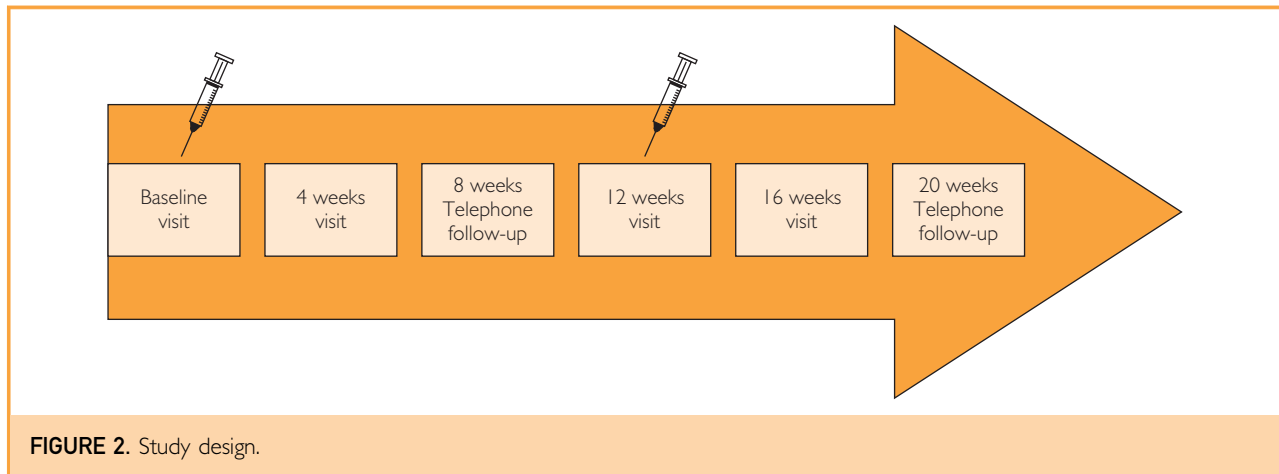 Baseline
visit
4 weeks
visit
8 weeks
Telephone
follow-up
12 weeks
visit
16 weeks
visit
20 weeks
Telephone
follow-up
FIGURE 2. Study design.